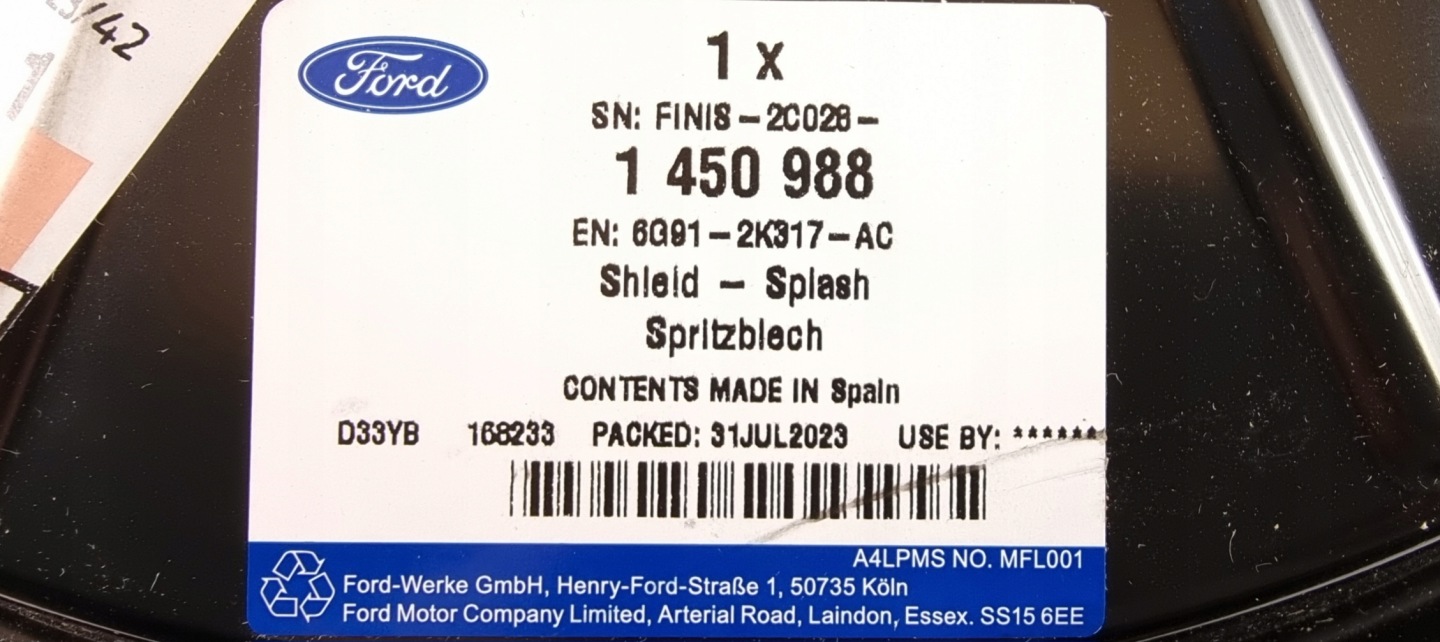 /42
Ford
1 x
SN: FINIS-2C028-
1 450 988
EN: 6G91-2K317-AC
Shield - Splash
Spritzblech
CONTENTS MADE IN Spain
D33YB 168233 PACKED: 31JUL2023 USE BY: ******
A4LPMS NO. MFL001
Ford-Werke GmbH, Henry-Ford-Straße 1, 50735 Köln
Ford Motor Company Limited, Arterial Road, Laindon, Essex. SS15 6EE